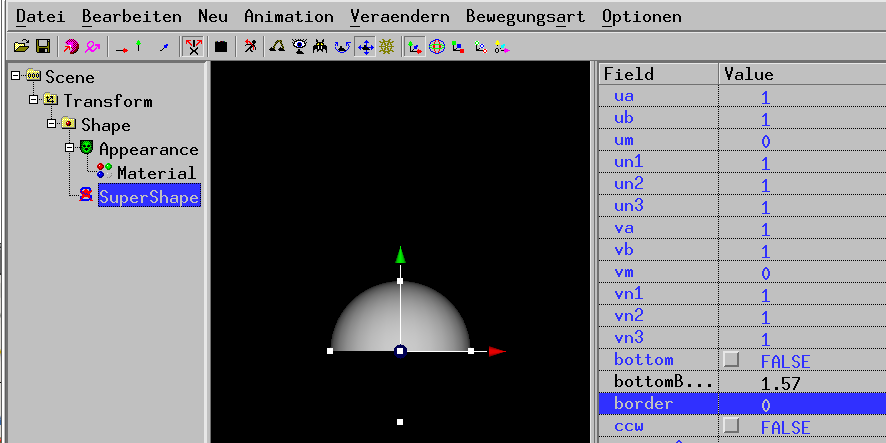 Datei Bearbeiten Neu Animation Veraendern Bewegungsart Optionen
Scene
Transform
Shape
Appearance
Material
SuperShape
Field Value
ua 1
ub 1
um 0
un1 1
un2 1
un3 1
va 1
vb 1
vm 0
vn1 1
vn2 1
vn3 1
bottom FALSE
bottomB... 1.57
border 0
ccw FALSE